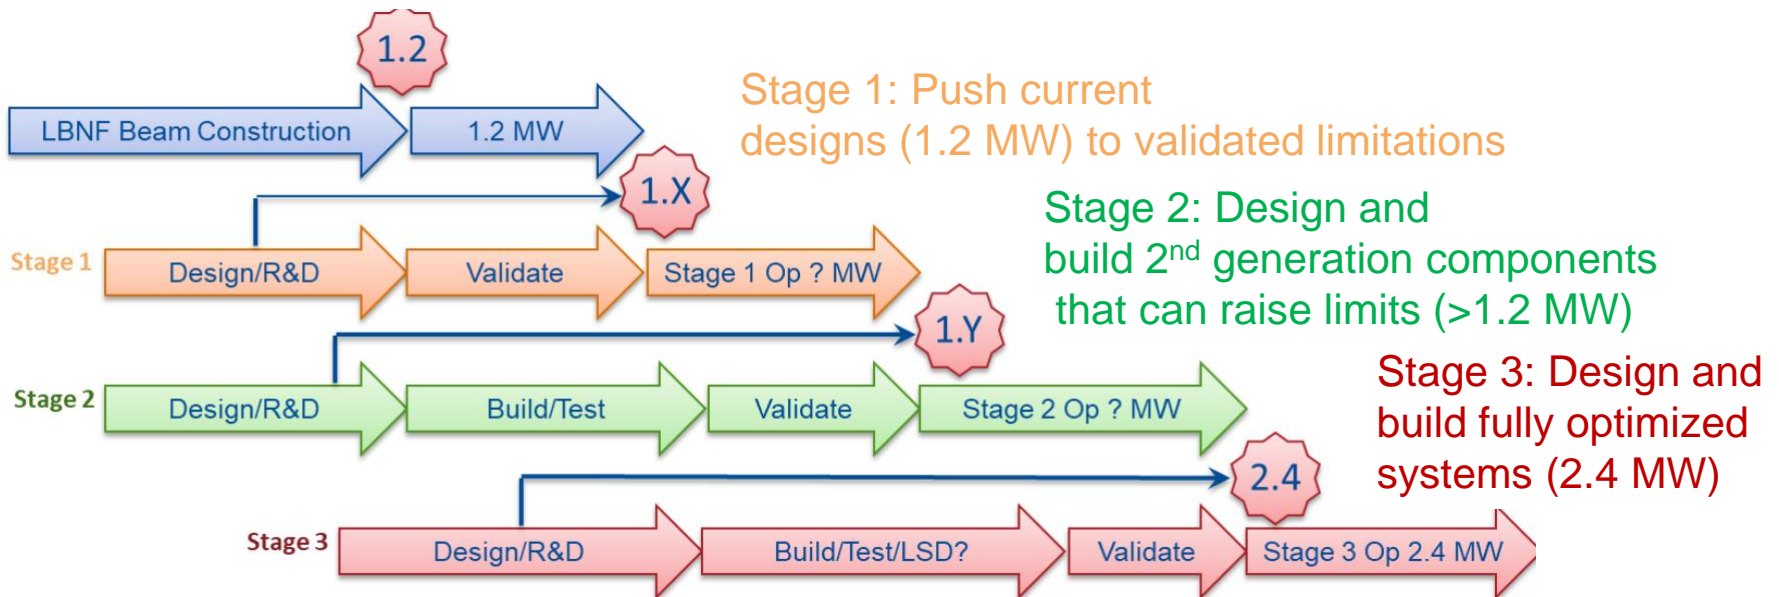 1.2
LBNF Beam Construction
1.2 MW
Stage 1: Push current
designs (1.2 MW) to validated limitations
1.X
Stage 1
Design/R&D
Validate
Stage 1 Op ? MW
Stage 2: Design and
build 2nd generation components
that can raise limits (>1.2 MW)
1.Y
Stage 2
Design/R&D
Build/Test
Validate
Stage 2 Op ? MW
Stage 3: Design and
build fully optimized
systems (2.4 MW)
2.4
Stage 3
Design/R&D
Build/Test/LSD?
Validate
Stage 3 Op 2.4 MW